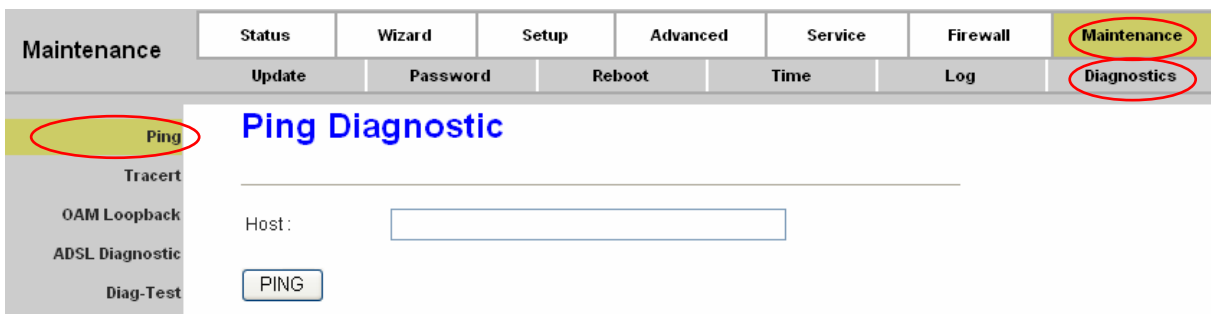 Maintenance
Status Wizard Setup Advanced Service Firewall Maintenance
Update Password Reboot Time Log Diagnostics
Ping
Tracert
OAM Loopback
ADSL Diagnostic
Diag-Test
Ping Diagnostic
Host :
PING